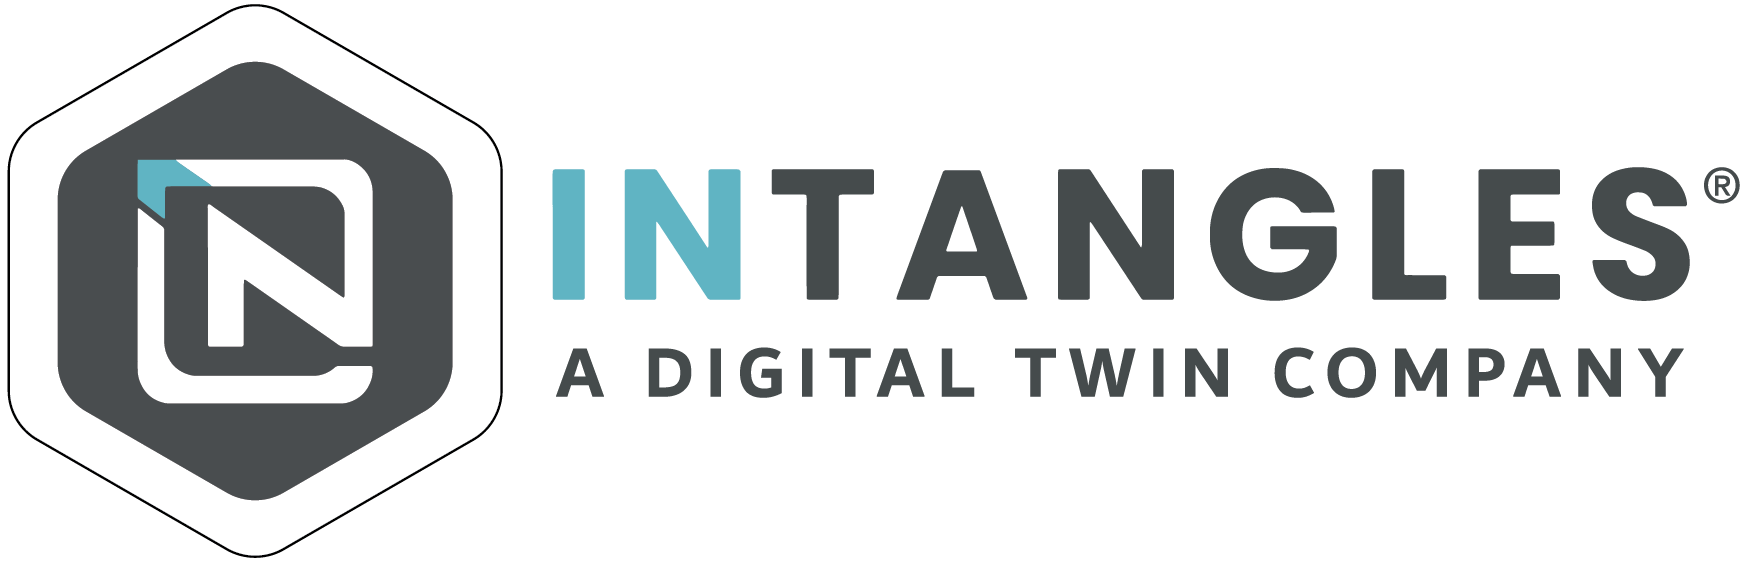 INTANGLES®
A DIGITAL TWIN COMPANY